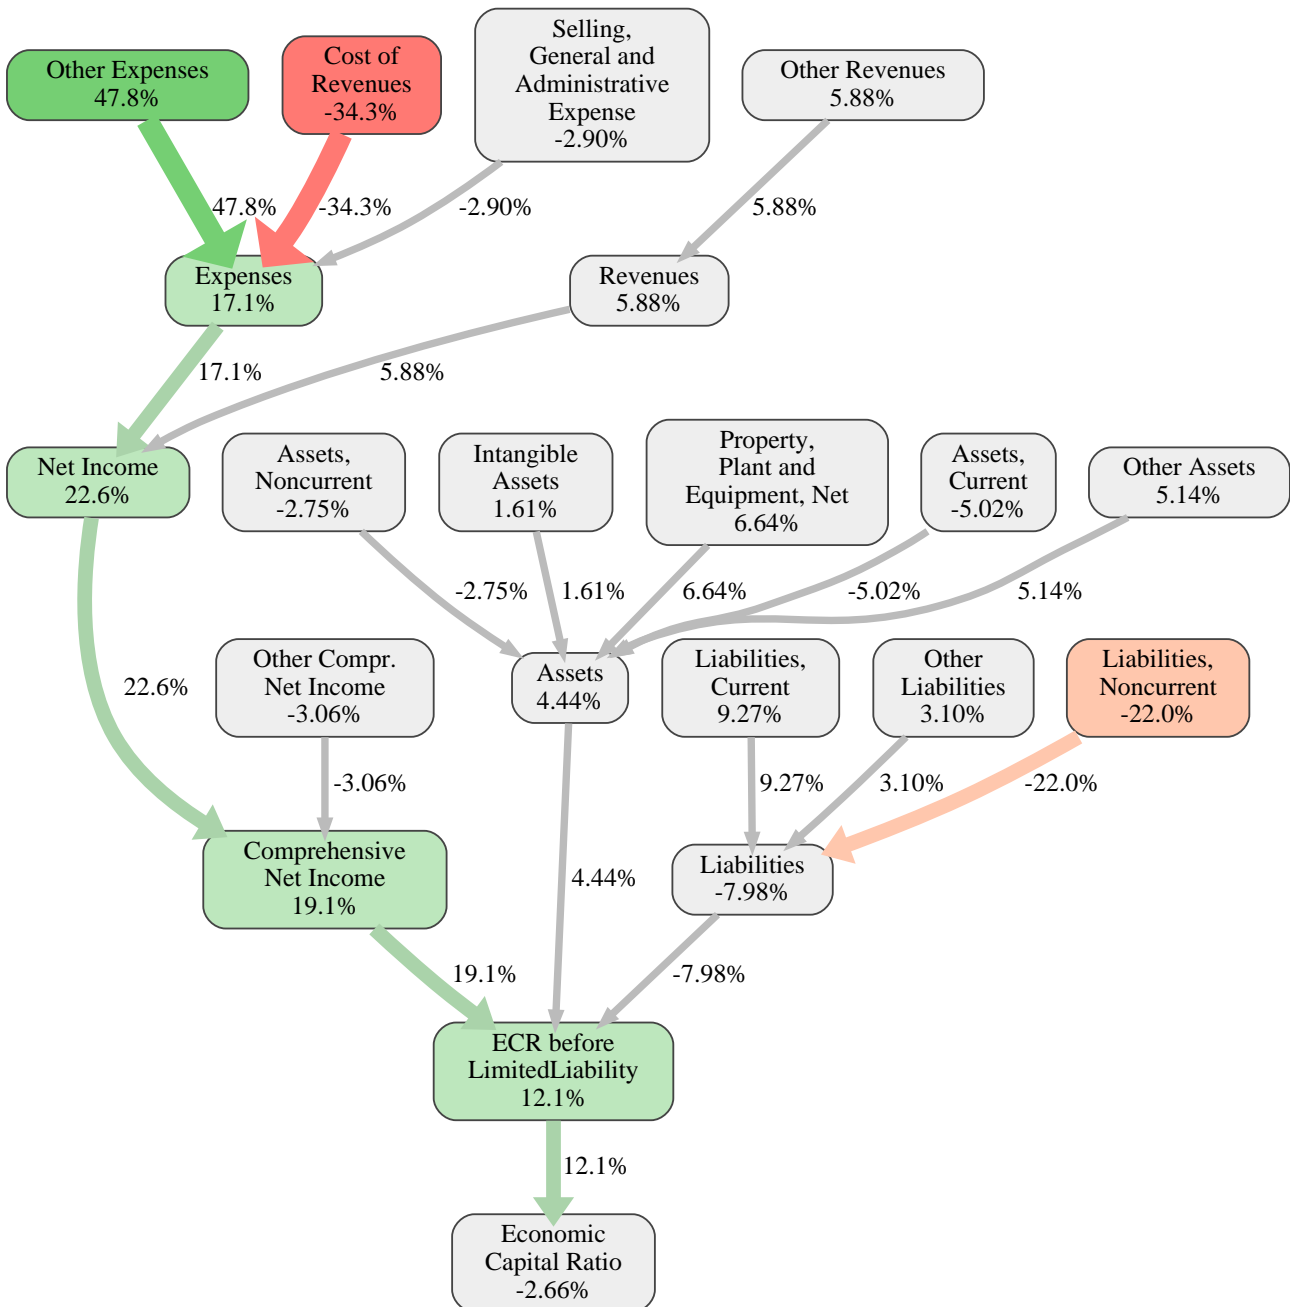 Other Expenses
47.8%
Cost of
Revenues
-34.3%
Selling,
General and
Administrative
Expense
-2.90%
Other Revenues
5.88%
47.8%
-34.3%
-2.90%
5.88%
Expenses
17.1%
Revenues
5.88%
17.1%
5.88%
Net Income
22.6%
Assets,
Noncurrent
-2.75%
Intangible
Assets
1.61%
Property,
Plant and
Equipment, Net
6.64%
Assets,
Current
-5.02%
Other Assets
5.14%
-2.75%
1.61%
6.64%
-5.02%
5.14%
22.6%
Other Compr.
Net Income
-3.06%
Assets
4.44%
Liabilities,
Current
9.27%
Other
Liabilities
3.10%
Liabilities,
Noncurrent
-22.0%
-3.06%
9.27%
3.10%
-22.0%
Comprehensive
Net Income
19.1%
4.44%
Liabilities
-7.98%
19.1%
-7.98%
ECR before
LimitedLiability
12.1%
12.1%
Economic
Capital Ratio
-2.66%